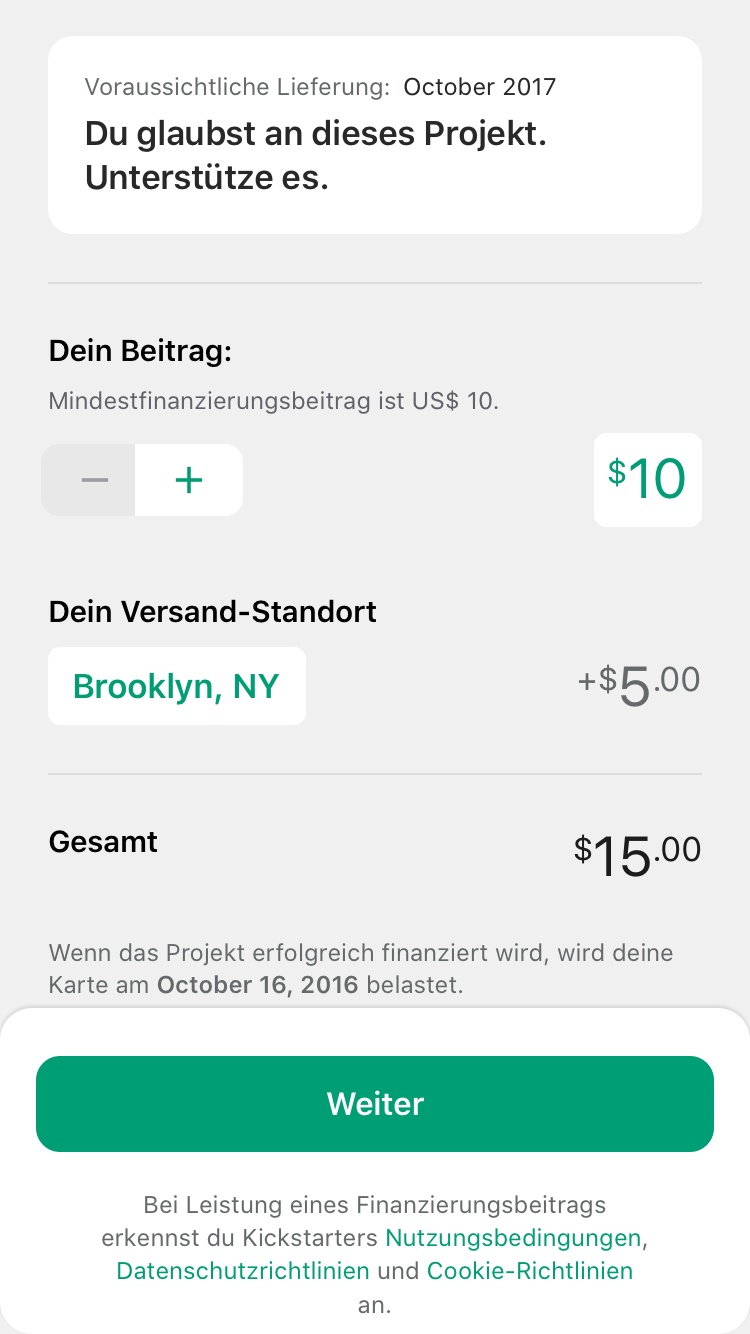 Voraussichtliche Lieferung: October 2017
Du glaubst an dieses Projekt.
Unterstütze es.
Dein Beitrag:
Mindestfinanzierungsbeitrag ist US$ 10.
− +
$10
Dein Versand-Standort
Brooklyn, NY
+$5.00
Gesamt
$15.00
Wenn das Projekt erfolgreich finanziert wird, wird deine
Karte am October 16, 2016 belastet.
Weiter
Bei Leistung eines Finanzierungsbeitrags
erkennst du Kickstarters Nutzungsbedingungen,
Datenschutzrichtlinien und Cookie-Richtlinien
an.